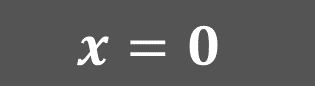 x = 0